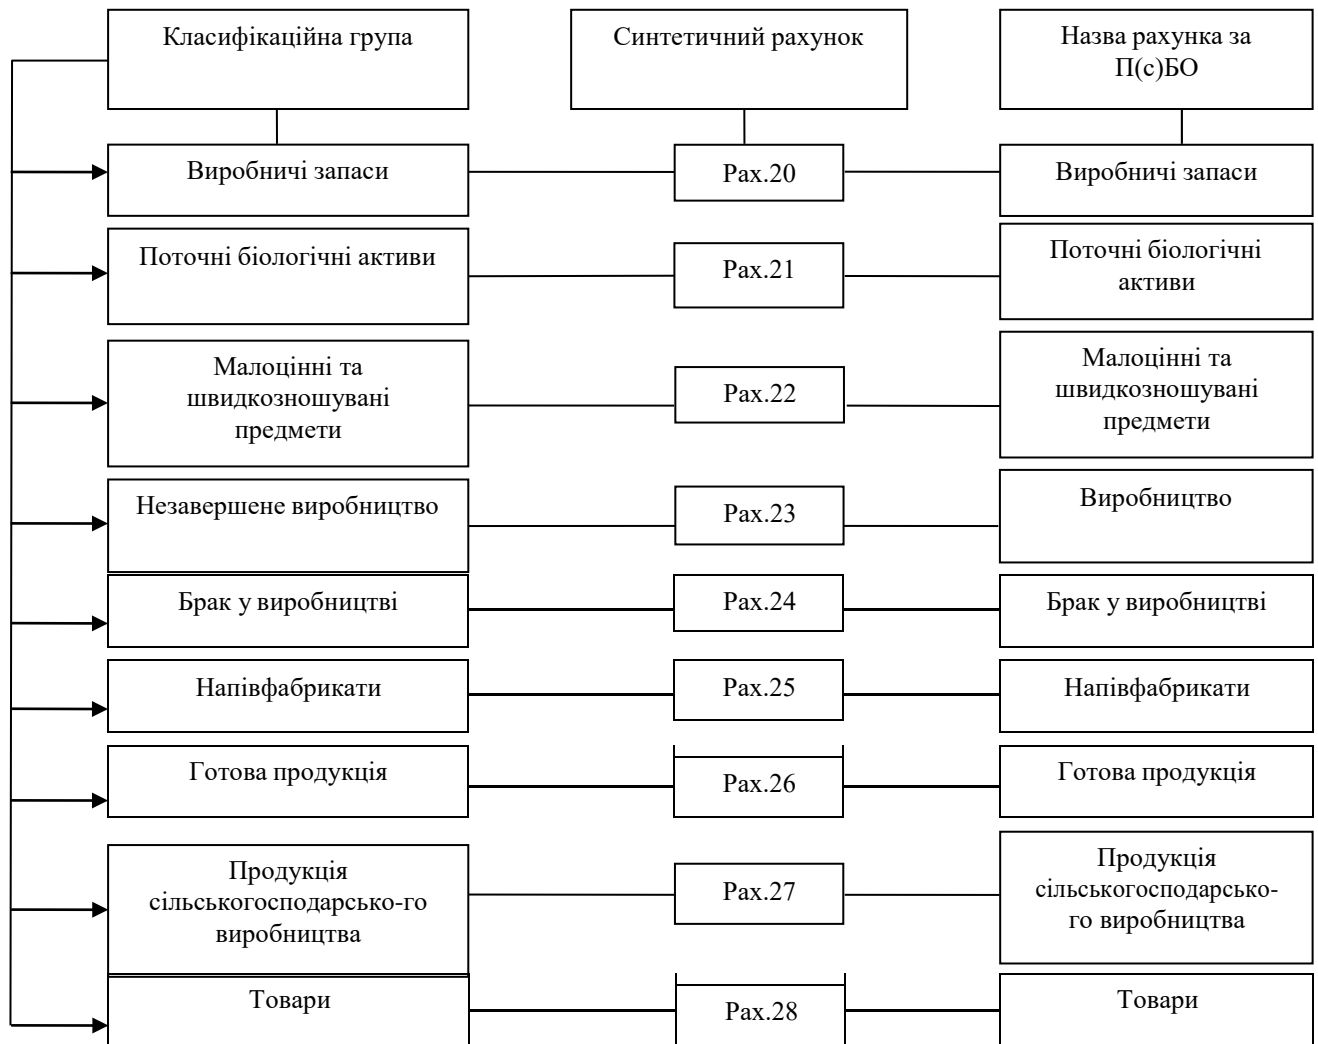 Класифікаційна група
Синтетичний рахунок
Назва рахунка за
П(с)БО
Виробничі запаси
Рах.20
Виробничі запаси
Поточні біологічні активи
Рах.21
Поточні біологічні
активи
Малоцінні та
швидкозношувані
предмети
Рах.22
Малоцінні та
швидкозношувані
предмети
Незавершене виробництво
Рах.23
Виробництво
Брак у виробництві
Рах.24
Брак у виробництві
Напівфабрикати
Рах.25
Напівфабрикати
Готова продукція
Рах.26
Готова продукція
Продукція
сільськогосподарсько-го
виробництва
Рах.27
Продукція
сільськогосподарсько-
го виробництва
Товари
Рах.28
Товари